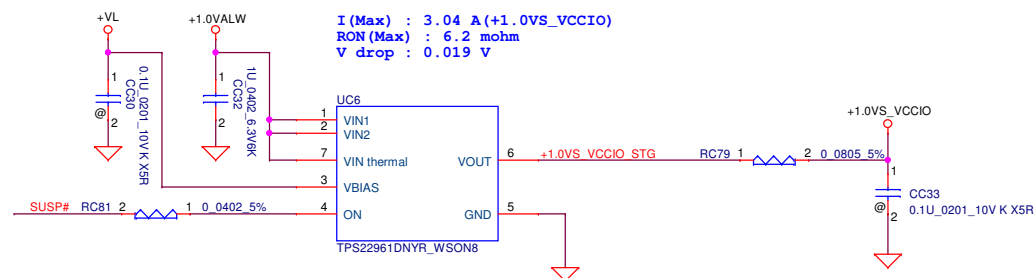 I(Max) : 3.04 A(+1.0VS_VCCIO)
RON(Max) : 6.2 mohm
V drop : 0.019 V
+VL
+1.0VALW
1
2
@
CC30
0.1U_0201_10V K X5R
1
2
CC32
1U_0402_6.3V6K
UC6
1 VIN1
2 VIN2
7 VIN thermal
3 VBIAS
4 ON
VOUT 6
GND 5
TPS22961DNYR_WSON8
SUSP# RC81 2 1 0_0402_5%
+1.0VS_VCCIO_STG RC79 1 2 0_0805_5%
+1.0VS_VCCIO
1
2
@
CC33
0.1U_0201_10V K X5R